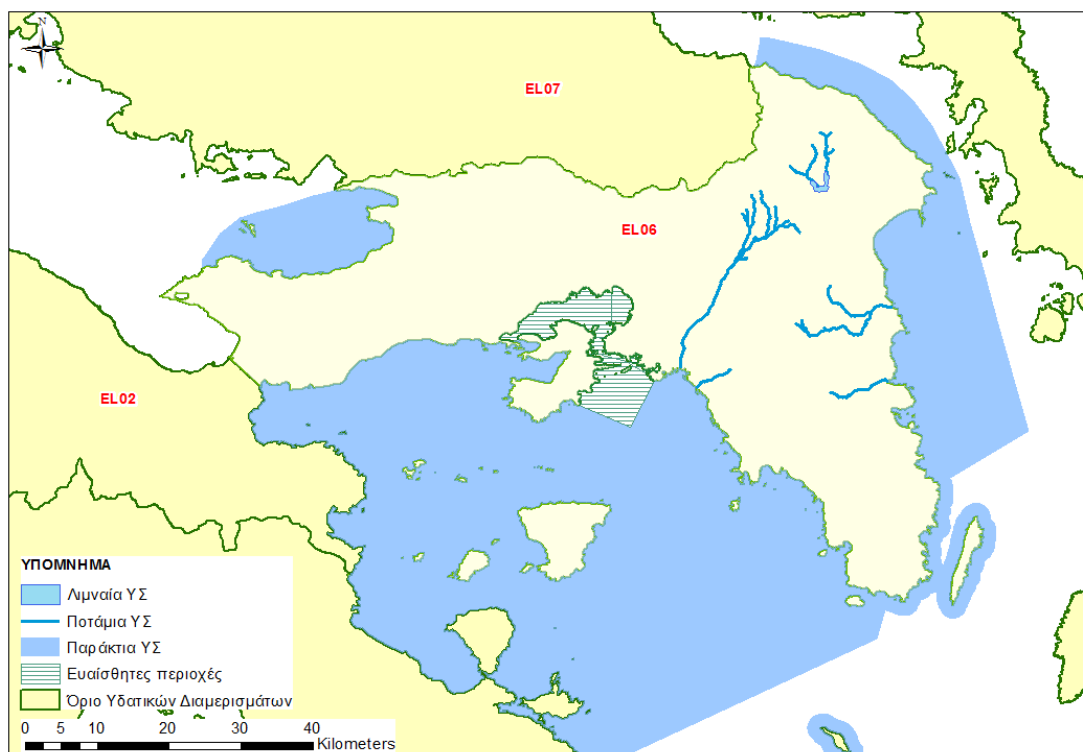 N
EL07
EL06
EL02
ΥΠΟΜΝΗΜΑ
Λιμναία ΥΣ
Ποτάμια ΥΣ
Παράκτια ΥΣ
Ευαίσθητες περιοχές
Όριο Υδατικών Διαμερισμάτων
0 5 10 20 30 40
Kilometers